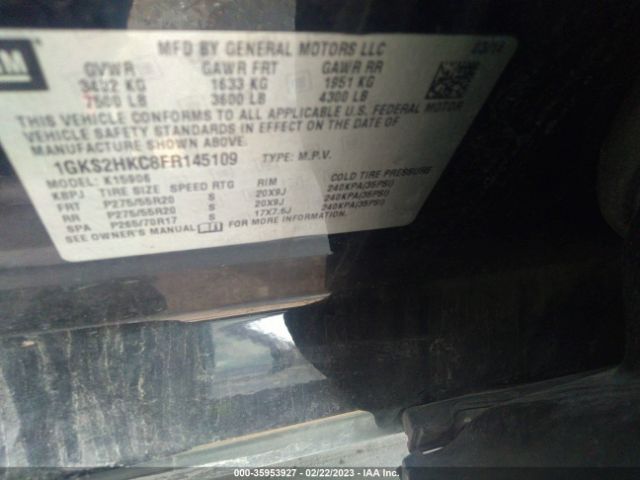 GM
MFD BY GENERAL MOTORS LLC 03/14
GVWR GAWR FRT GAWR RR
3402 KG 1633 KG 1951 KG
7500 LB 3600 LB 4300 LB
THIS VEHICLE CONFORMS TO ALL APPLICABLE U.S. FEDERAL MOTOR
VEHICLE SAFETY STANDARDS IN EFFECT ON THE DATE OF
MANUFACTURE SHOWN ABOVE.
1GKS2HKC8FR145109 TYPE: M.P.V.
MODEL: K15906
KBPJ TIRE SIZE SPEED RTG RIM COLD TIRE PRESSURE
FRT P275/55R20 S 20X9J 240KPA(35PSI)
RR P275/55R20 S 20X9J 240KPA(35PSI)
SPA P265/70R17 S 17X7.5J 240KPA(35PSI)
SEE OWNER'S MANUAL FOR MORE INFORMATION.
000-35953927 - 02/22/2023 - IAA Inc.